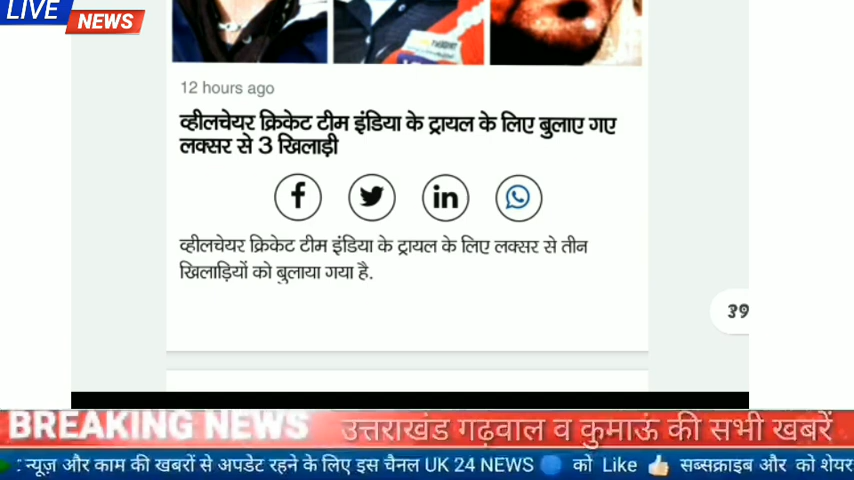 LIVE
NEWS
12 hours ago
व्हीलचेयर क्रिकेट टीम इंडिया के ट्रायल के लिए बुलाए गए
लक्सर से 3 खिलाड़ी
व्हीलचेयर क्रिकेट टीम इंडिया के ट्रायल के लिए लक्सर से तीन
खिलाड़ियों को बुलाया गया है.
BREAKING NEWS उत्तराखंड गढ़वाल व कुमाऊं की सभी खबरें
: न्यूज़ और काम की खबरों से अपडेट रहने के लिए इस चैनल UK 24 NEWS 🔵 को Like 👍 सब्सक्राइब और को शेयर